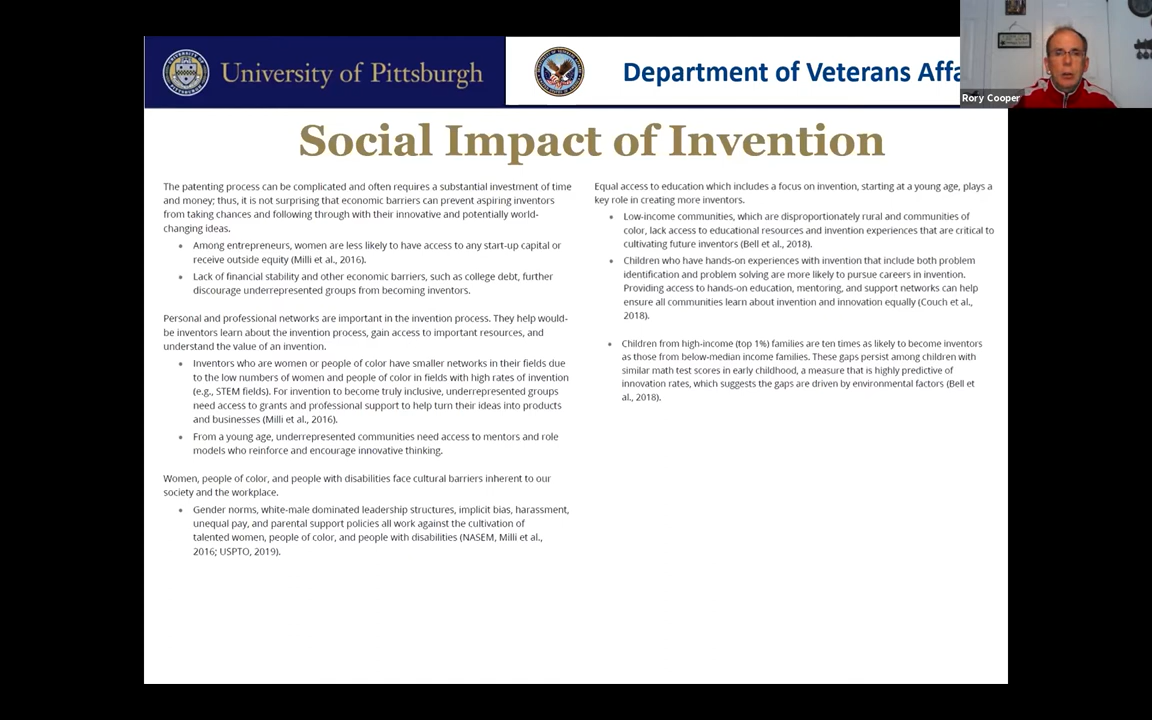 University of Pittsburgh
Department of Veterans Affa
Rory Cooper
Social Impact of Invention
The patenting process can be complicated and often requires a substantial investment of time
and money; thus, it is not surprising that economic barriers can prevent aspiring inventors
from taking chances and following through with their innovative and potentially world-
changing ideas.
• Among entrepreneurs, women are less likely to have access to any start-up capital or
receive outside equity (Milli et al., 2016).
• Lack of financial stability and other economic barriers, such as college debt, further
discourage underrepresented groups from becoming inventors.
Personal and professional networks are important in the invention process. They help would-
be inventors learn about the invention process, gain access to important resources, and
understand the value of an invention.
• Inventors who are women or people of color have smaller networks in their fields due
to the low numbers of women and people of color in fields with high rates of invention
(e.g., STEM fields). For invention to become truly inclusive, underrepresented groups
need access to grants and professional support to help turn their ideas into products
and businesses (Milli et al., 2016).
• From a young age, underrepresented communities need access to mentors and role
models who reinforce and encourage innovative thinking.
Women, people of color, and people with disabilities face cultural barriers inherent to our
society and the workplace.
• Gender norms, white-male dominated leadership structures, implicit bias, harassment,
unequal pay, and parental support policies all work against the cultivation of
talented women, people of color, and people with disabilities (NASEM, Milli et al.,
2016; USPTO, 2019).
Equal access to education which includes a focus on invention, starting at a young age, plays a
key role in creating more inventors.
• Low-income communities, which are disproportionately rural and communities of
color, lack access to educational resources and invention experiences that are critical to
cultivating future inventors (Bell et al., 2018).
• Children who have hands-on experiences with invention that include both problem
identification and problem solving are more likely to pursue careers in invention.
Providing access to hands-on education, mentoring, and support networks can help
ensure all communities learn about invention and innovation equally (Couch et al.,
2018).
• Children from high-income (top 1%) families are ten times as likely to become inventors
as those from below-median income families. These gaps persist among children with
similar math test scores in early childhood, a measure that is highly predictive of
innovation rates, which suggests the gaps are driven by environmental factors (Bell et
al., 2018).